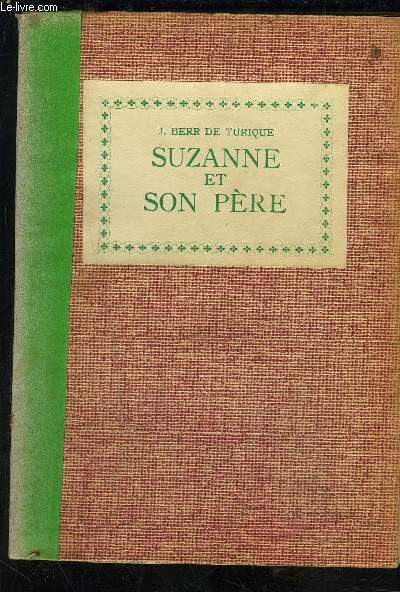 Le-livre.com
J. BERR DE TURIQUE
SUZANNE
ET
SON PÈRE